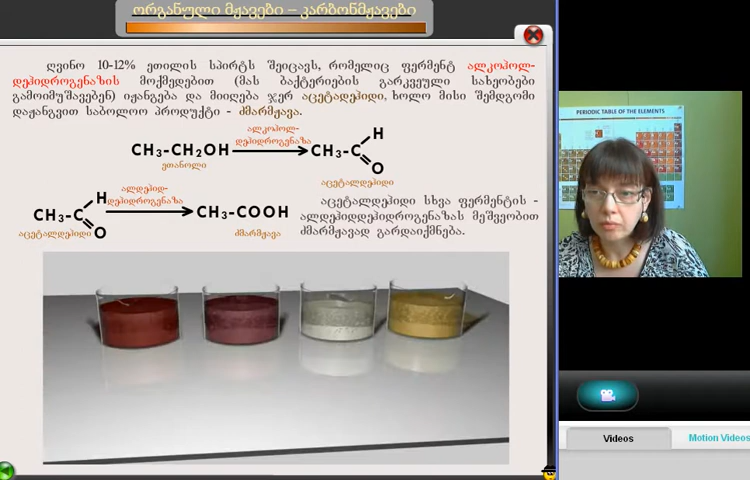 ორგანული მჟავები – კარბონმჟავები
ღვინო 10-12% ეთილის სპირტს შეიცავს, რომელიც ფერმენტ ალკოჰოლ-
დეჰიდროგენაზის მოქმედებით (მას ბაქტერიების გარკვეული სახეობები
გამოიმუშავებენ) იჟანგება და მიიღება ჯერ აცეტადეჰიდი, ხოლო მისი შემდგომი
დაჟანგვით საბოლოო პროდუქტი - ძმარმჟავა.
CH3-CH2OH
ალკოჰოლ-
დეჰიდროგენაზა
CH3-C
H
O
ეთანოლი
აცეტალდეჰიდი
CH3-C
H
O
ალდეჰიდ-
დეჰიდროგენაზა
CH3-COOH
აცეტალდეჰიდი
ძმარმჟავა
აცეტალდეჰიდი სხვა ფერმენტის -
ალდეჰიდდეჰიდროგენაზას მეშვეობით
ძმარმჟავად გარდაიქმნება.
PERIODIC TABLE OF THE ELEMENTS
Videos
Motion Videos